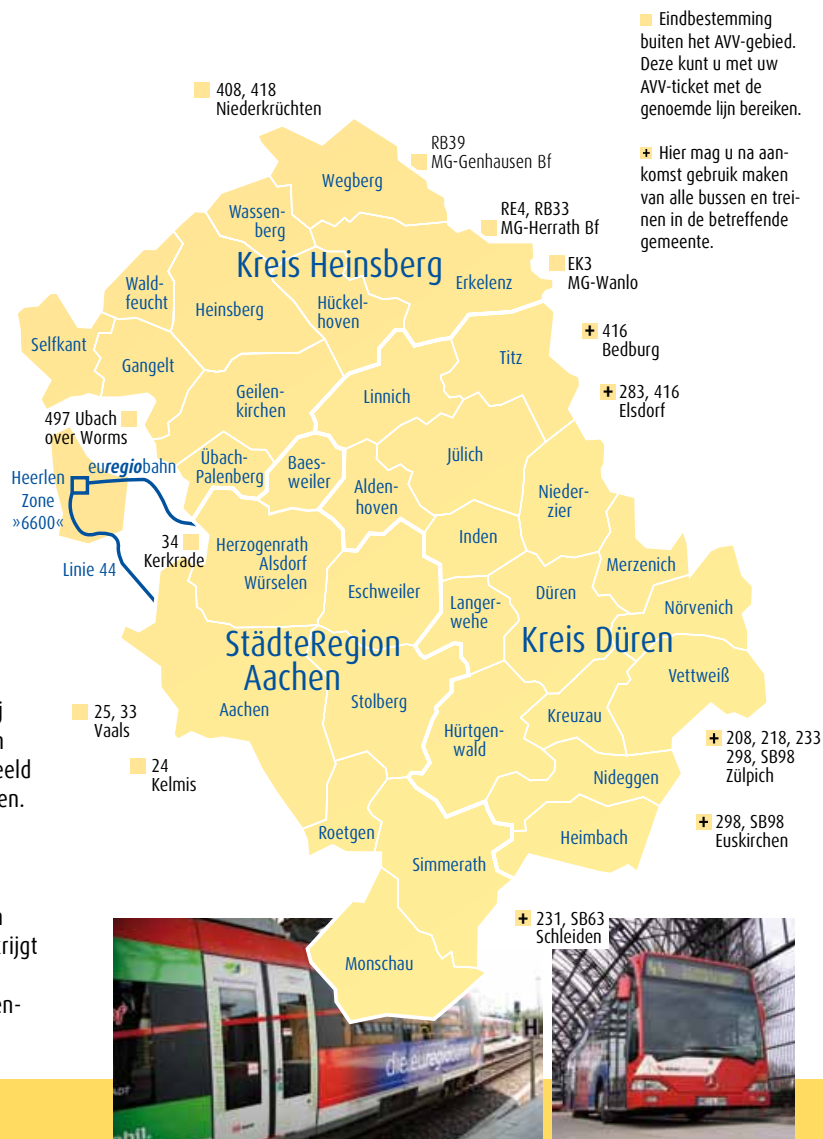 Eindbestemming
buiten het AVV-gebied.
Deze kunt u met uw
AVV-ticket met de
genoemde lijn bereiken.
+ Hier mag u na aan-
komst gebruik maken
van alle bussen en trei-
nen in de betreffende
gemeente.
408, 418
Niederkrüchten
RB39
MG-Genhausen Bf
Wegberg
Wassen-
berg
RE4, RB33
MG-Herrath Bf
Kreis Heinsberg
EK3
MG-Wanlo
Wald-
feucht
Heinsberg
Hückel-
hoven
Erkelenz
Selfkant
Gangelt
+ 416
Bedburg
Titz
Geilen-
kirchen
Linnich
+ 283, 416
Elsdorf
497 Ubach
over Worms
euregiobahn
Heerlen
Zone
»6600«
Übach-
Palenberg
Baes-
weiler
Alden-
hoven
Jülich
Nieder-
zier
34
Kerkrade
Linie 44
Herzogenrath
Alsdorf
Würselen
Inden
Merzenich
Eschweiler
Langer-
wehe
Düren
Nörvenich
StädteRegion
Aachen
Kreis Düren
Vettweiß
Aachen
Stolberg
Hürtgen-
wald
Kreuzau
25, 33
Vaals
24
Kelmis
+ 208, 218, 233
298, SB98
Zülpich
Nideggen
+ 298, SB98
Euskirchen
Roetgen
Heimbach
Simmerath
+ 231, SB63
Schleiden
Monschau
j
n
eeld
en.
n
rijgt
en-
die euregiobahn
H